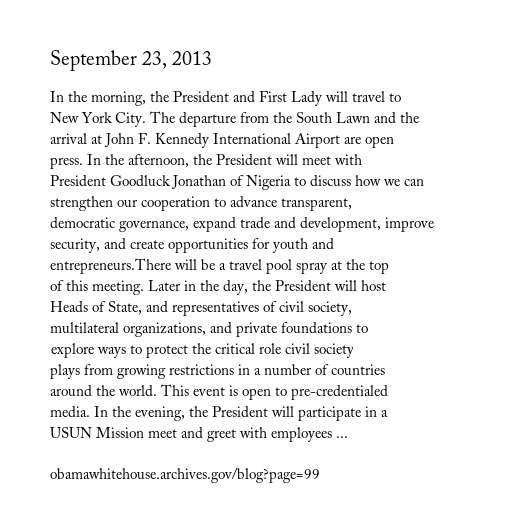 September 23, 2013
In the morning, the President and First Lady will travel to
New York City. The departure from the South Lawn and the
arrival at John F. Kennedy International Airport are open
press. In the afternoon, the President will meet with
President Goodluck Jonathan of Nigeria to discuss how we can
strengthen our cooperation to advance transparent,
democratic governance, expand trade and development, improve
security, and create opportunities for youth and
entrepreneurs.There will be a travel pool spray at the top
of this meeting. Later in the day, the President will host
Heads of State, and representatives of civil society,
multilateral organizations, and private foundations to
explore ways to protect the critical role civil society
plays from growing restrictions in a number of countries
around the world. This event is open to pre-credentialed
media. In the evening, the President will participate in a
USUN Mission meet and greet with employees ...
obamawhitehouse.archives.gov/blog?page=99